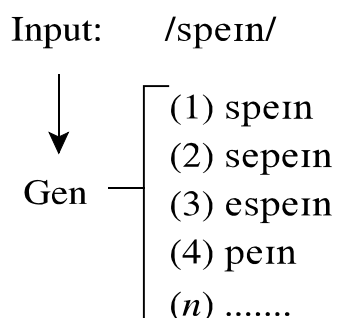 Input: /speɪn/
(1) speɪn
(2) sepeɪn
Gen (3) espeɪn
(4) peɪn
(n) .......